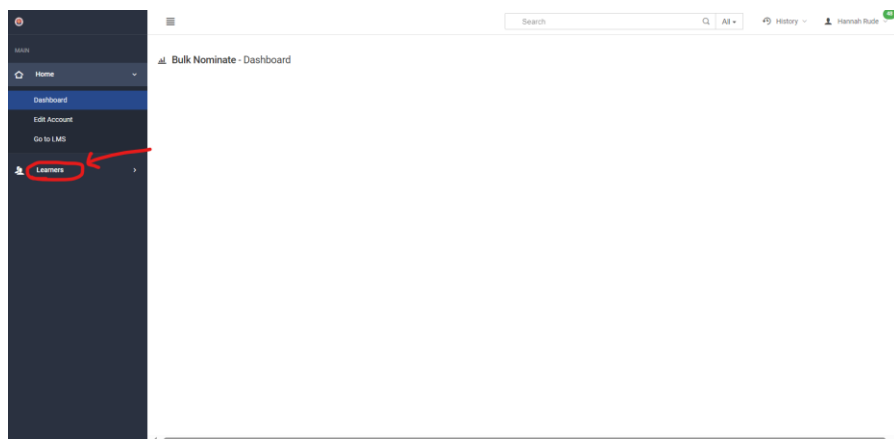 Search All History Hannah Rude
MAIN
Bulk Nominate - Dashboard
Home
Dashboard
Edit Account
Go to LMS
Learners